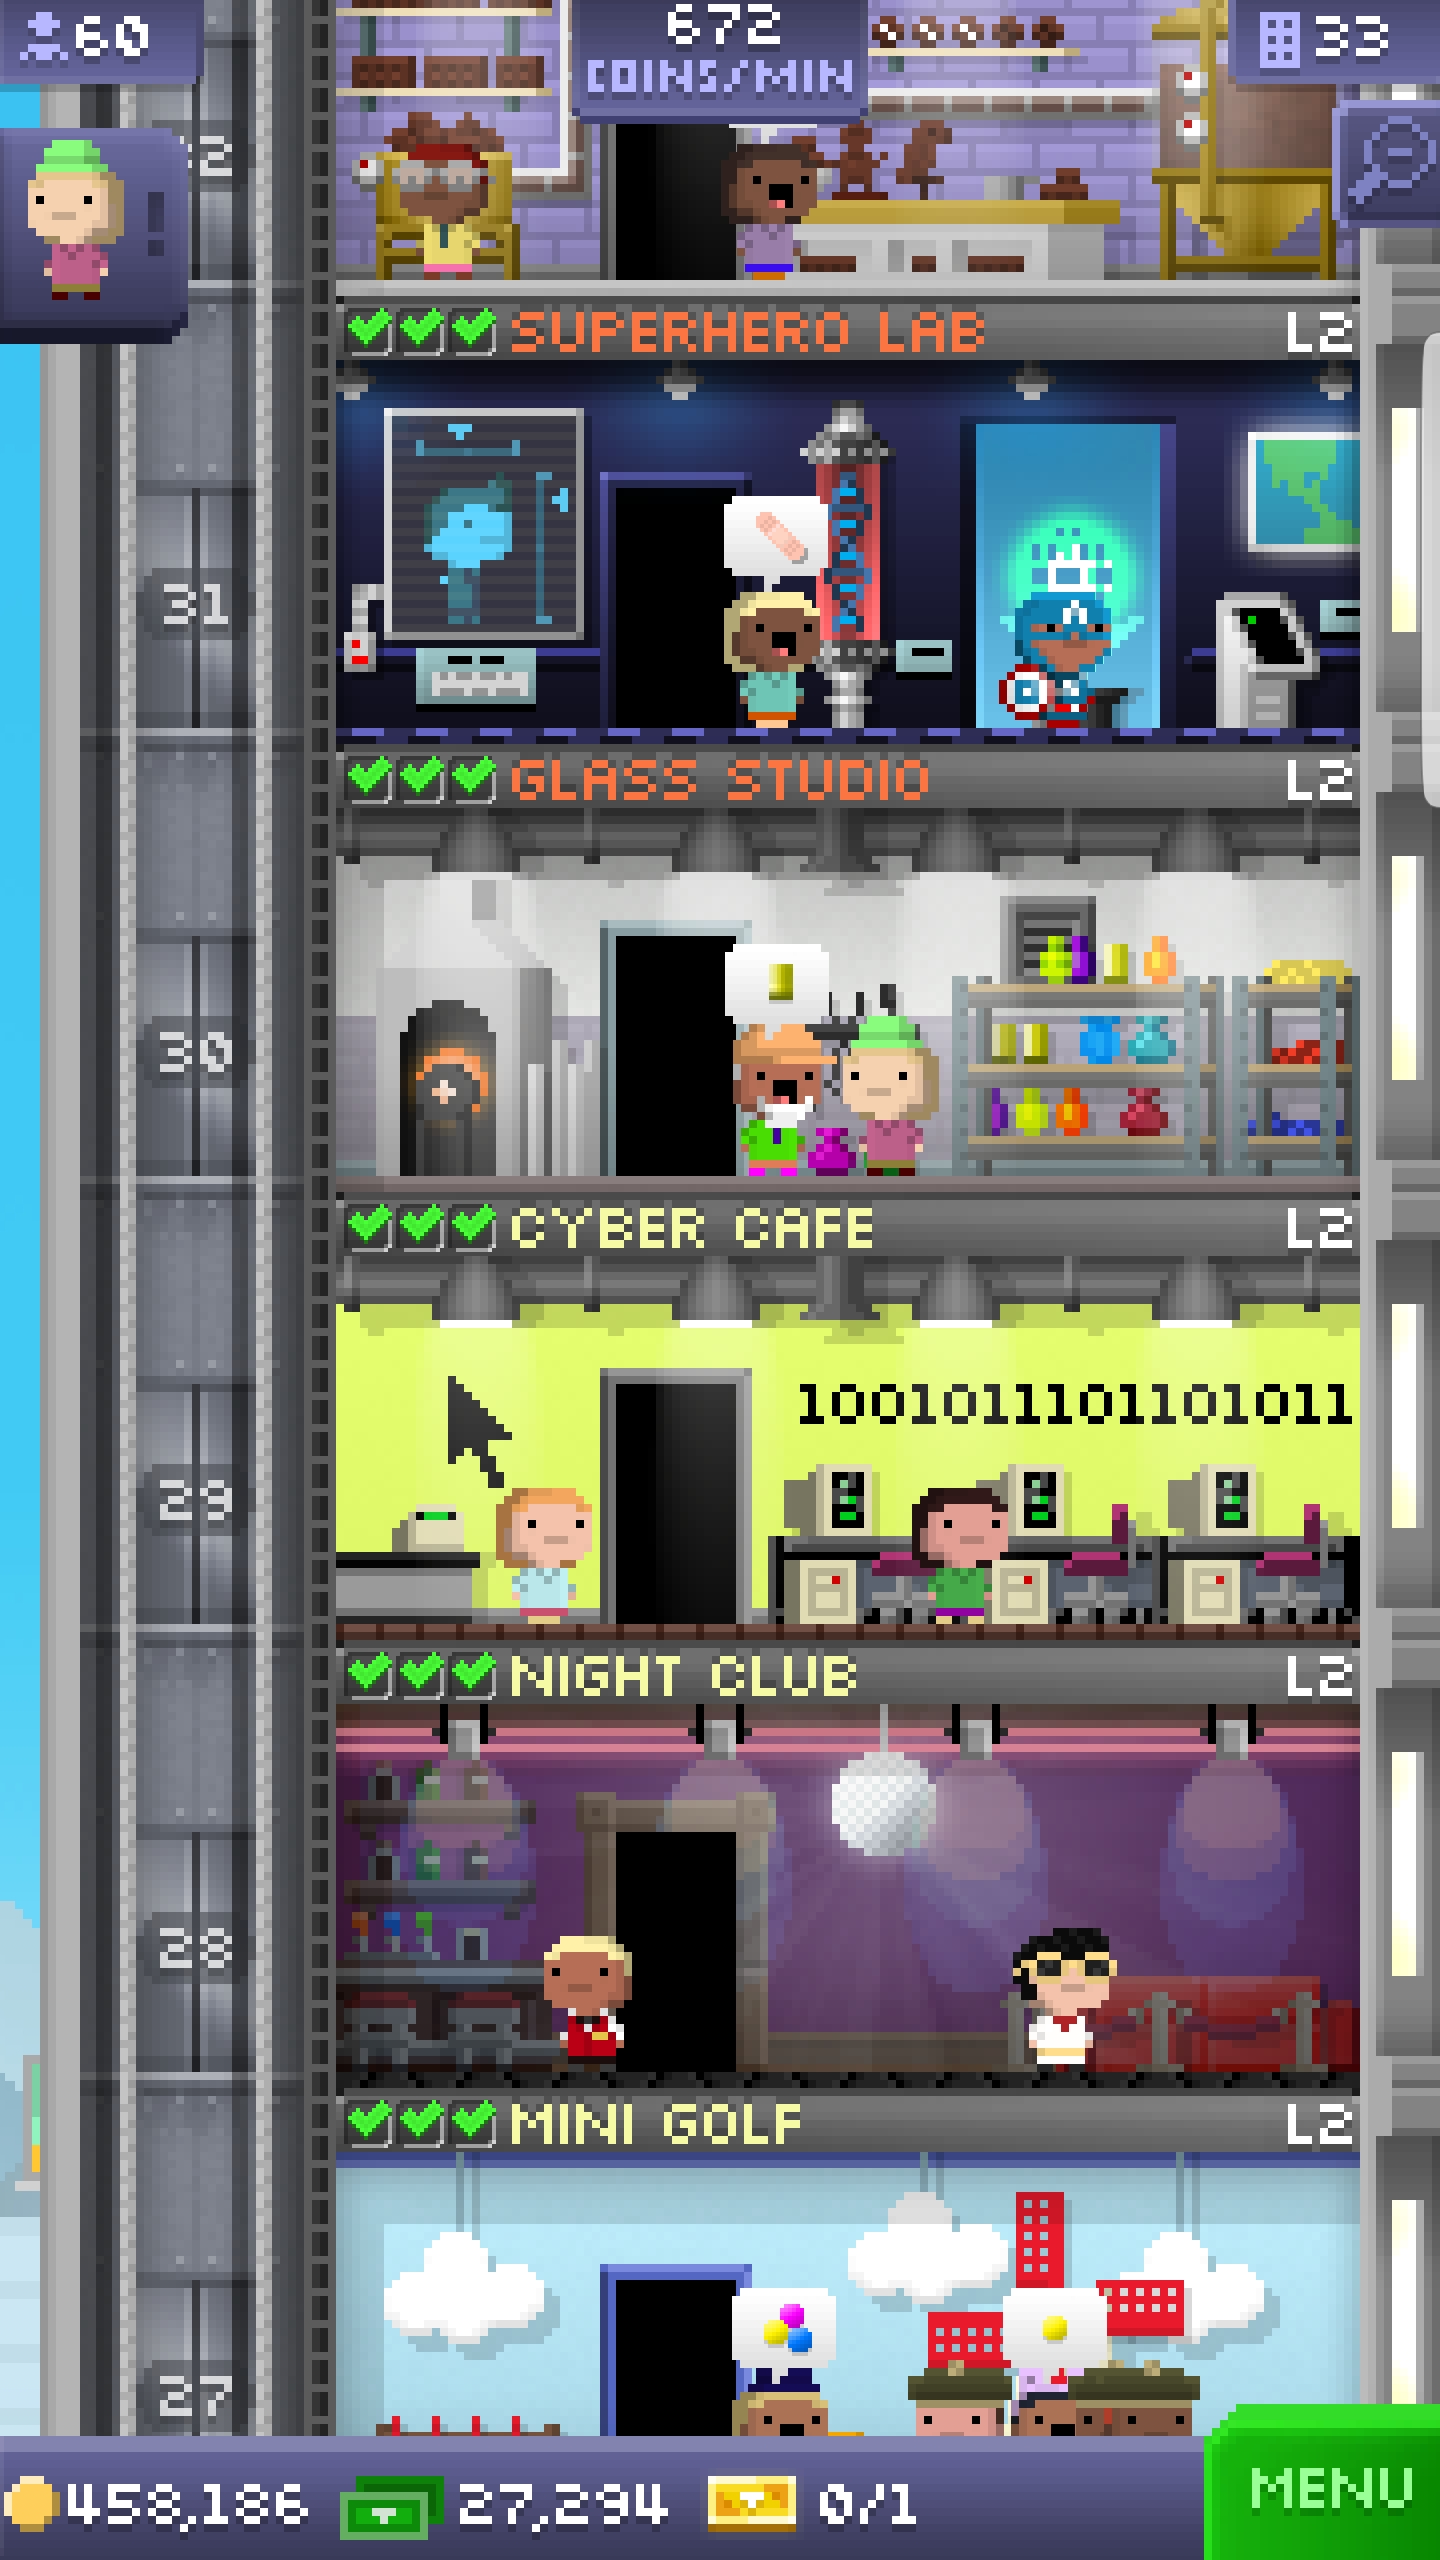 60
672
COINS/MIN
33
!
SUPERHERO LAB L2
31
GLASS STUDIO L2
30
CYBER CAFE L2
1001011101101011
29
NIGHT CLUB L2
28
MINI GOLF L2
27
458,186 27,294 0/1
MENU